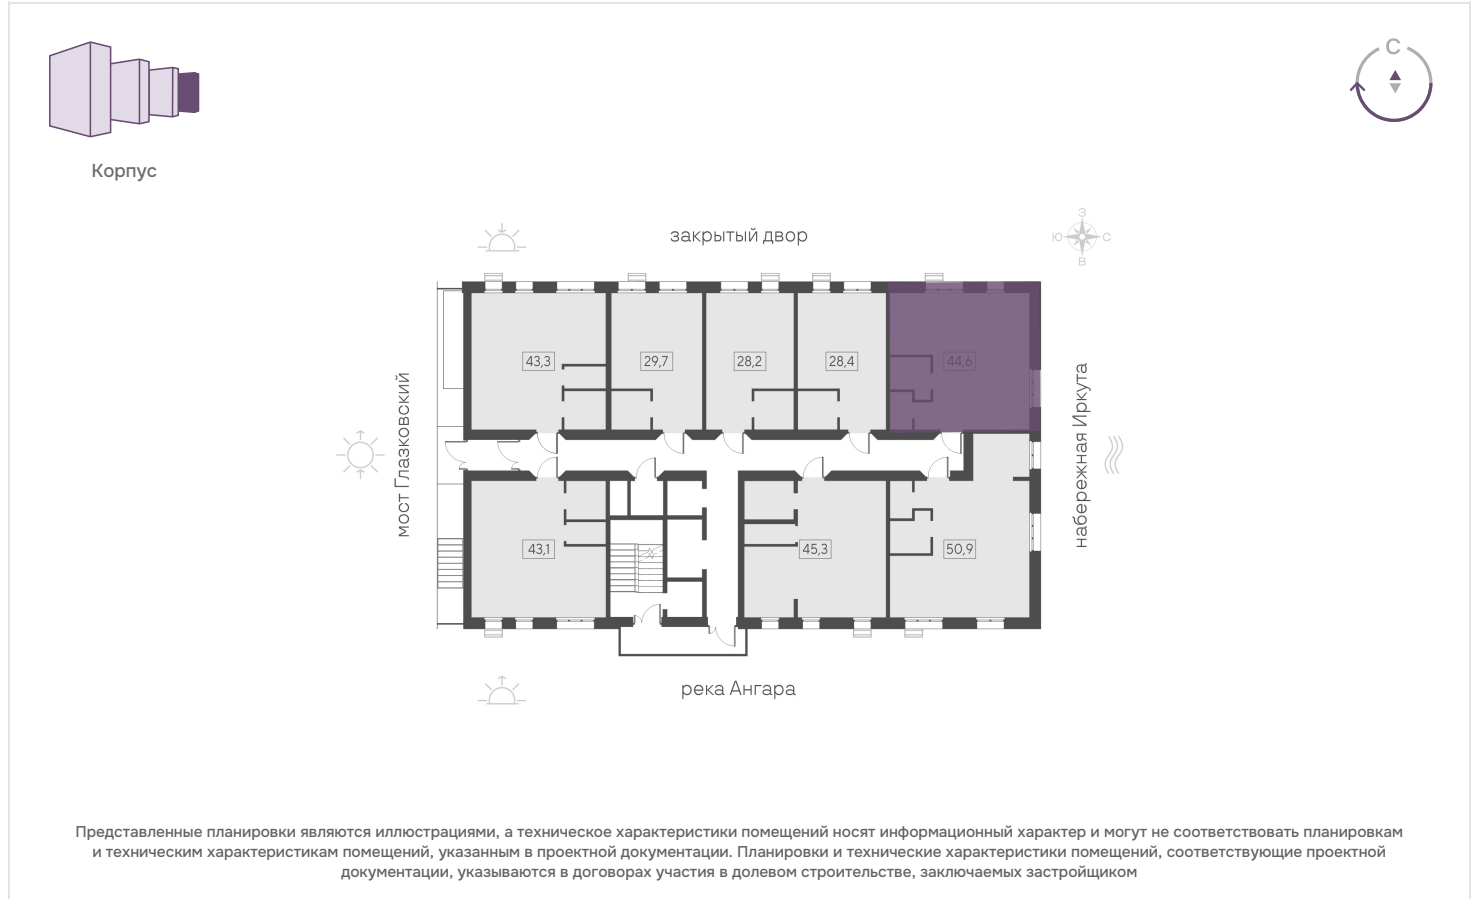 С
Корпус
закрытый двор
З
Ю
С
В
43,3
29,7
28,2
28,4
44,6
мост Глазковский
набережная Иркута
43,1
45,3
50,9
река Ангара
Представленные планировки являются иллюстрациями, а техническое характеристики помещений носят информационный характер и могут не соответствовать планировкам
и техническим характеристикам помещений, указанным в проектной документации. Планировки и технические характеристики помещений, соответствующие проектной
документации, указываются в договорах участия в долевом строительстве, заключаемых застройщиком